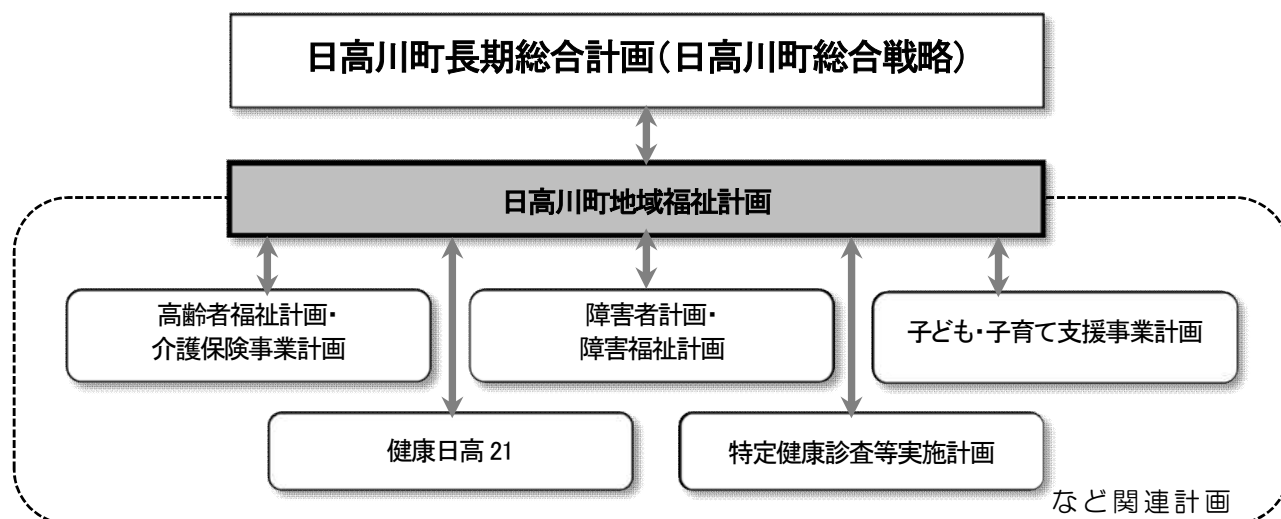 日高川町長期総合計画（日高川町総合戦略）
日高川町地域福祉計画
高齢者福祉計画・
介護保険事業計画
障害者計画・
障害福祉計画
子ども・子育て支援事業計画
健康日高 21
特定健康診査等実施計画
など関連計画